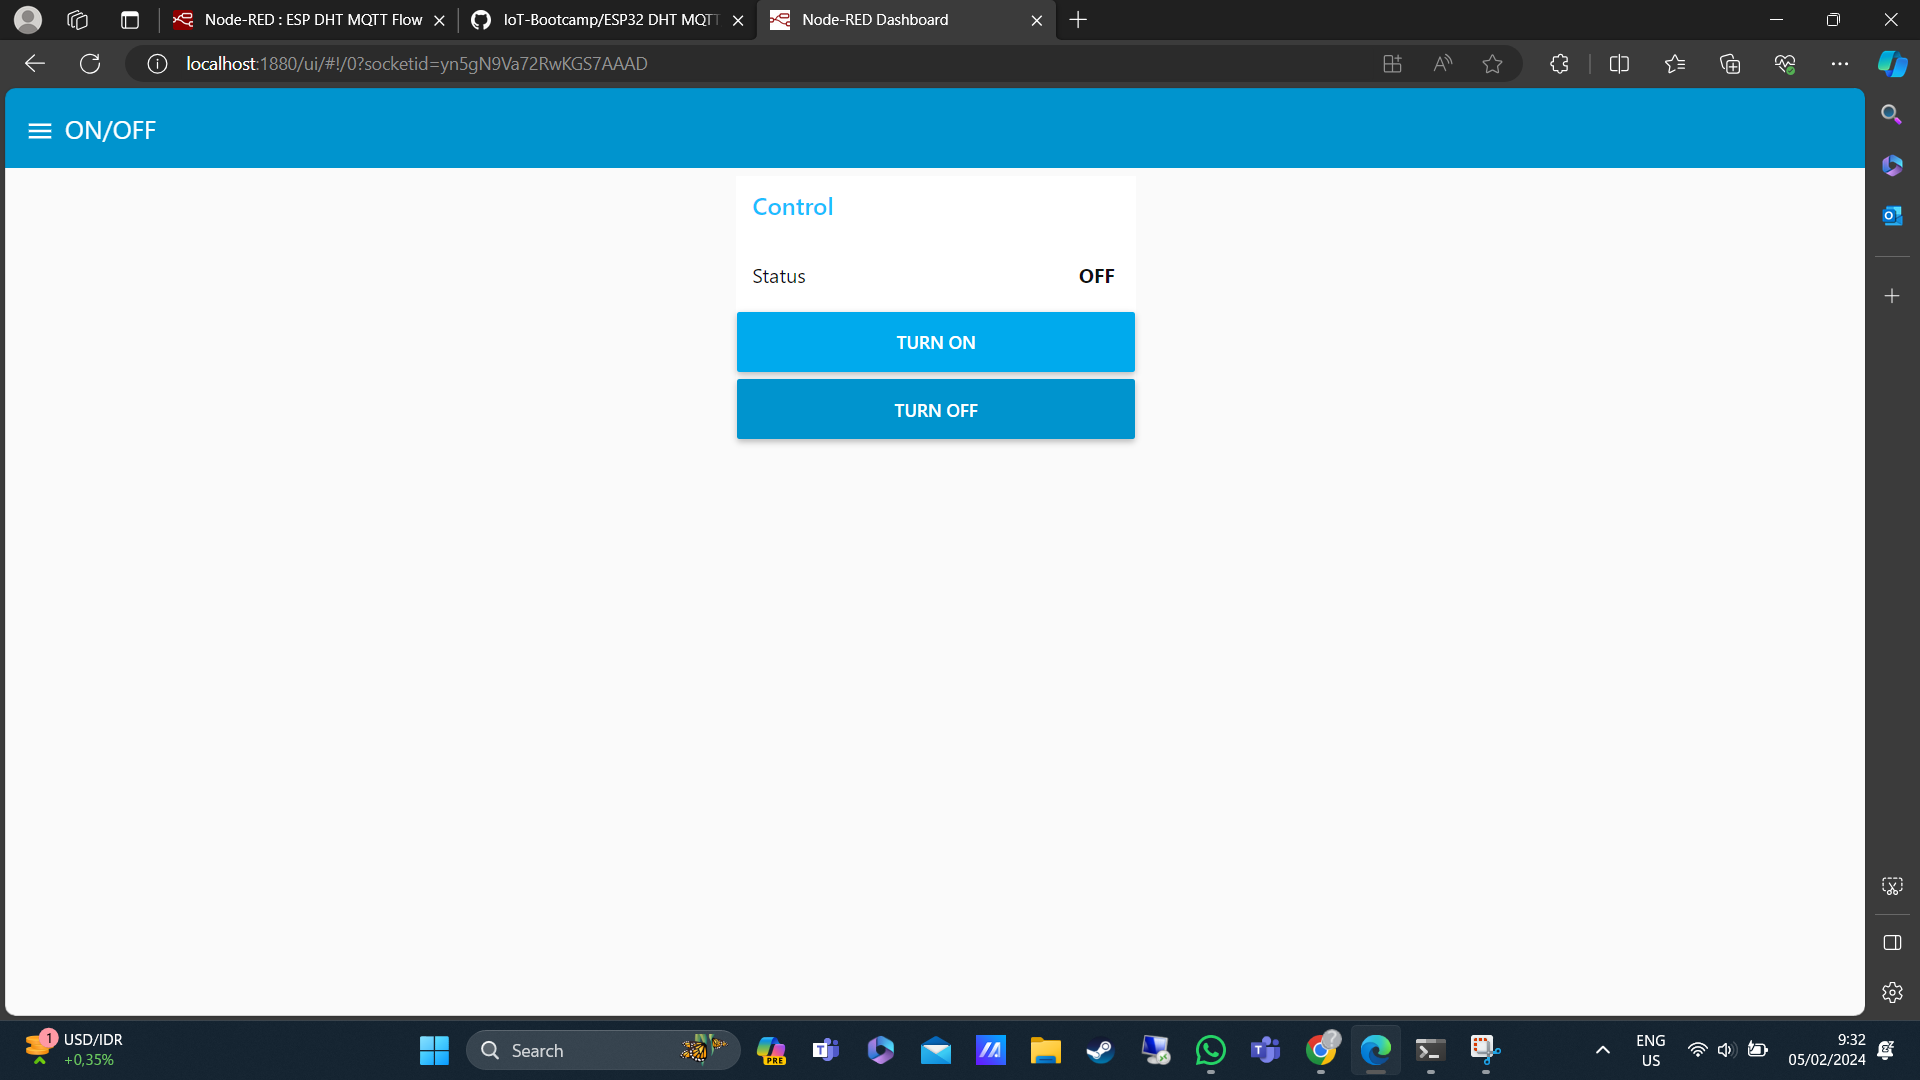 Node-RED : ESP DHT MQTT Flow
IoT-Bootcamp/ESP32 DHT MQTT
Node-RED Dashboard
localhost:1880/ui/#!/0?socketid=yn5gN9Va72RwKGS7AAAD
ON/OFF
Control
Status OFF
TURN ON
TURN OFF
1
USD/IDR
+0,35%
Search
PRE
ENG
US
9:32
05/02/2024